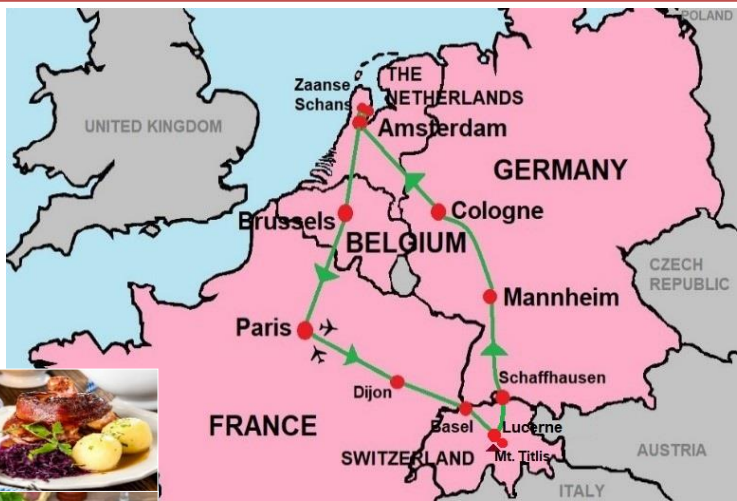 POLAND
Zaanse
Schans
THE
NETHERLANDS
UNITED KINGDOM
Amsterdam
GERMANY
Brussels
Cologne
BELGIUM
CZECH
REPUBLIC
Mannheim
Paris
Schaffhausen
Dijon
Basel
Lucerne
FRANCE
SWITZERLAND
Mt. Titlis
AUSTRIA
ITALY